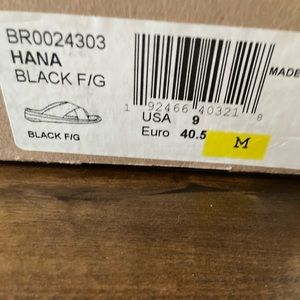 BR0024303
HANA
BLACK F/G
MADE
1 92466 40321 8
USA 9
Euro 40.5
M
BLACK F/G